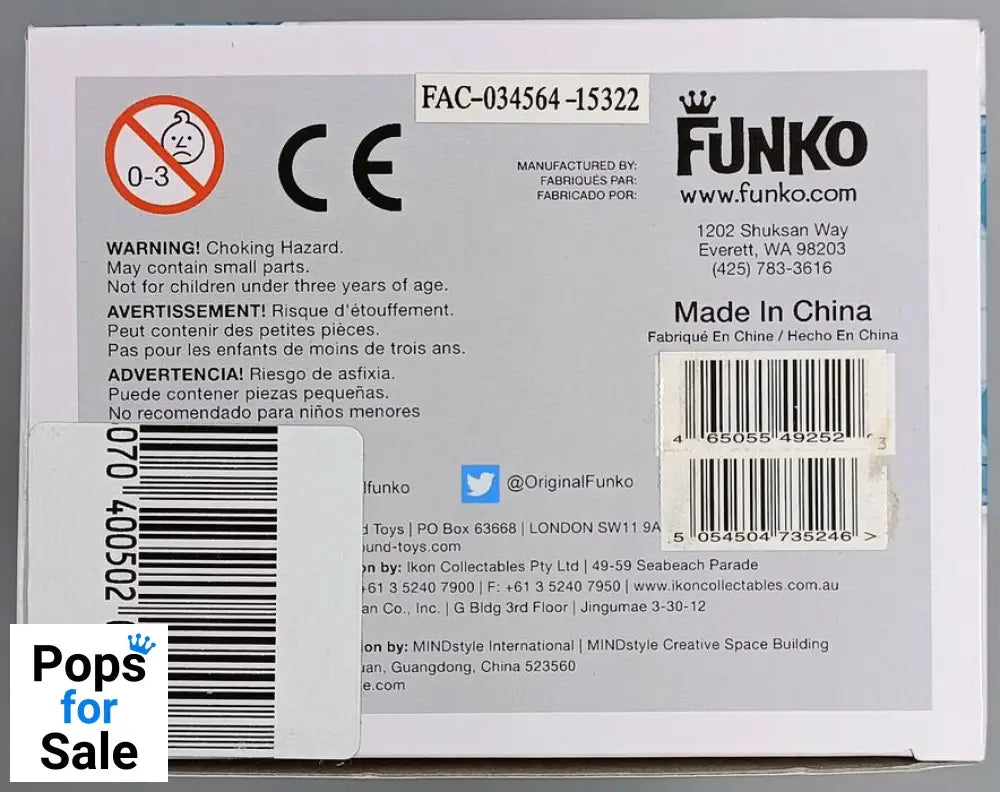 FAC-034564-15322
0-3
CE
MANUFACTURED BY:
FABRIQUÉS PAR:
FABRICADO POR:
FUNKO
www.funko.com
1202 Shuksan Way
Everett, WA 98203
(425) 783-3616
Made In China
Fabriqué En Chine / Hecho En China
WARNING! Choking Hazard.
May contain small parts.
Not for children under three years of age.
AVERTISSEMENT! Risque d'étouffement.
Peut contenir des petites pièces.
Pas pour les enfants de moins de trois ans.
ADVERTENCIA! Riesgo de asfixia.
Puede contener piezas pequeñas.
No recomendado para niños menores
4 65055 49252 3
5 054504 735246 >
070 400502
lfunko
@OriginalFunko
d Toys | PO Box 63668 | LONDON SW11 9A
und-toys.com
on by: Ikon Collectables Pty Ltd | 49-59 Seabeach Parade
+61 3 5240 7900 | F: +61 3 5240 7950 | www.ikoncollectables.com.au
an Co., Inc. | G Bldg 3rd Floor | Jingumae 3-30-12
ion by: MINDstyle International | MINDstyle Creative Space Building
uan, Guangdong, China 523560
e.com
Pops
for
Sale